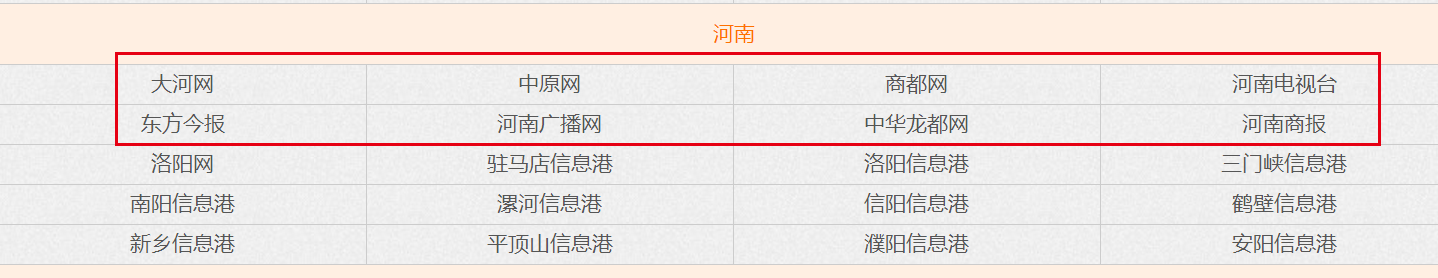 河南
大河网 中原网 商都网 河南电视台
东方今报 河南广播网 中华龙都网 河南商报
洛阳网 驻马店信息港 洛阳信息港 三门峡信息港
南阳信息港 漯河信息港 信阳信息港 鹤壁信息港
新乡信息港 平顶山信息港 濮阳信息港 安阳信息港